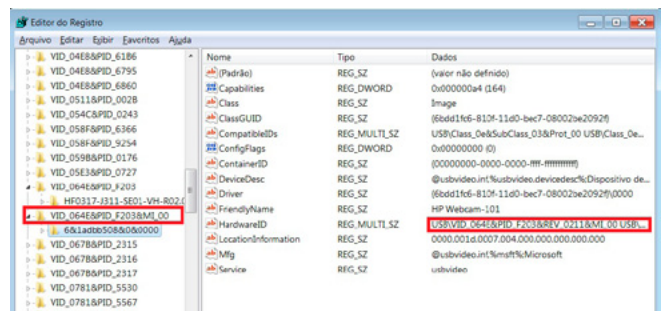 Editor do Registro
Arquivo Editar Exibir Favoritos Ajuda
VID_04E8&PID_61B6
VID_04E8&PID_6795
VID_04E8&PID_6860
VID_0511&PID_002B
VID_054C&PID_0243
VID_058F&PID_6366
VID_058F&PID_9254
VID_059B&PID_0176
VID_05E3&PID_0727
VID_064E&PID_F203
HF0317-J311-SE01-VH-R02.0
VID_064E&PID_F203&MI_00
6&1adbb508&0&0000
VID_067B&PID_2315
VID_067B&PID_2316
VID_067B&PID_2317
VID_0781&PID_5530
VID_0781&PID_5567
Nome Tipo Dados
(Padrão) REG_SZ (valor não definido)
Capabilities REG_DWORD 0x000000a4 (164)
Class REG_SZ Image
ClassGUID REG_SZ {6bdd1fc6-810f-11d0-bec7-08002be2092f}
CompatibleIDs REG_MULTI_SZ USB\Class_0e&SubClass_03&Prot_00 USB\Class_0e...
ConfigFlags REG_DWORD 0x00000000 (0)
ContainerID REG_SZ {00000000-0000-0000-ffff-ffffffffffff}
DeviceDesc REG_SZ @usbvideo.inf,%usbvideo.devicedesc%;Dispositivo de...
Driver REG_SZ {6bdd1fc6-810f-11d0-bec7-08002be2092f}\0000
FriendlyName REG_SZ HP Webcam-101
HardwareID REG_MULTI_SZ USB\VID_064E&PID_F203&REV_0211&MI_00 USB\...
LocationInformation REG_SZ 0000.001d.0007.004.000.000.000.000.000
Mfg REG_SZ @usbvideo.inf,%msft%;Microsoft
Service REG_SZ usbvideo